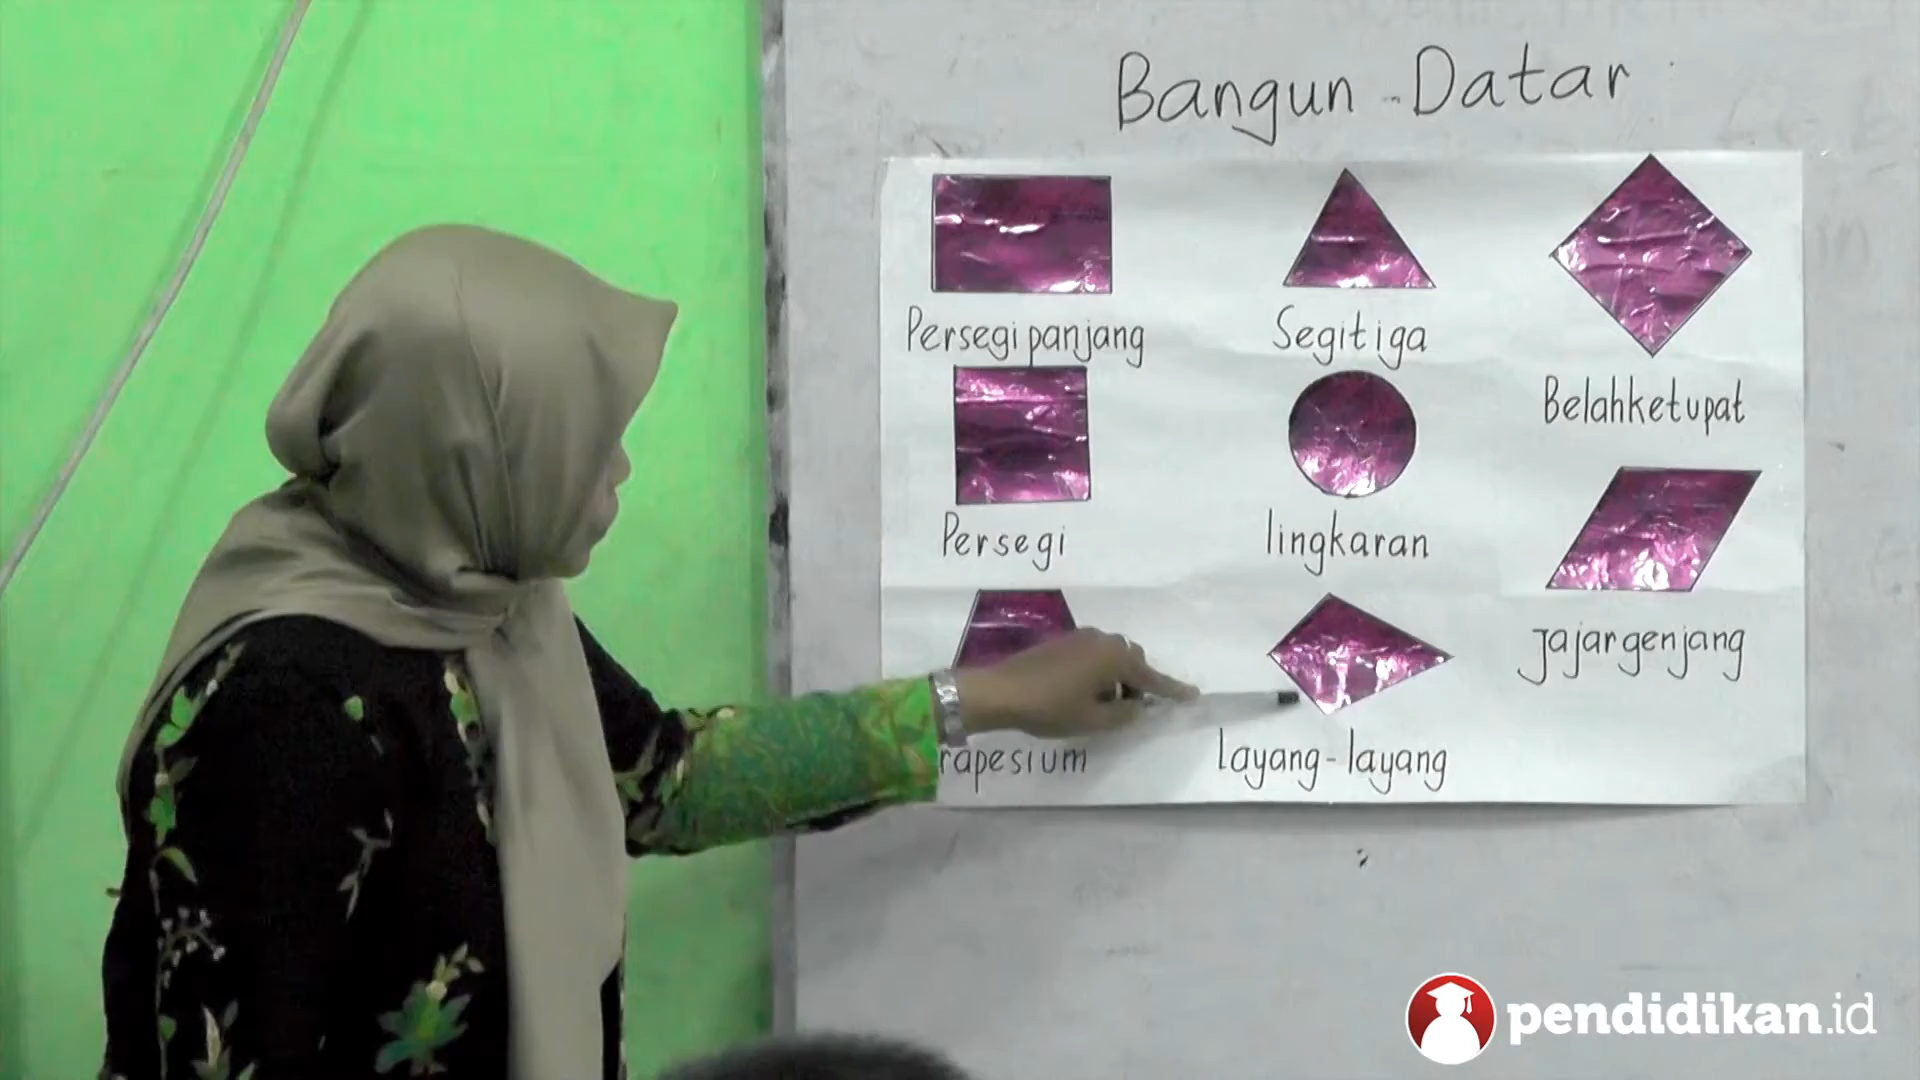 Bangun - Datar
Persegi panjang
Segitiga
Belahketupat
Persegi
lingkaran
Jajargenjang
rapesium
layang-layang
pendidikan.id